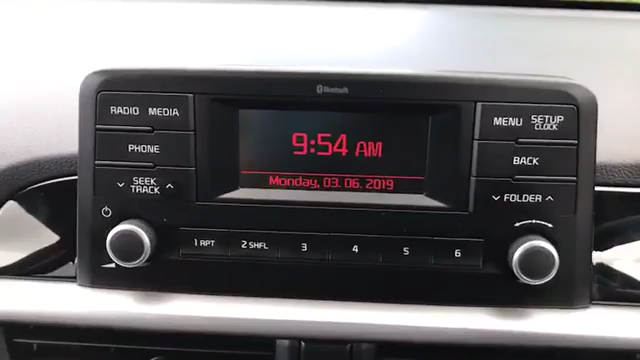 Bluetooth
RADIO MEDIA
PHONE
SEEK
TRACK
9:54 AM
Monday, 03. 06. 2019
MENU SETUP
CLOCK
BACK
FOLDER
1 RPT 2 SHFL 3 4 5 6